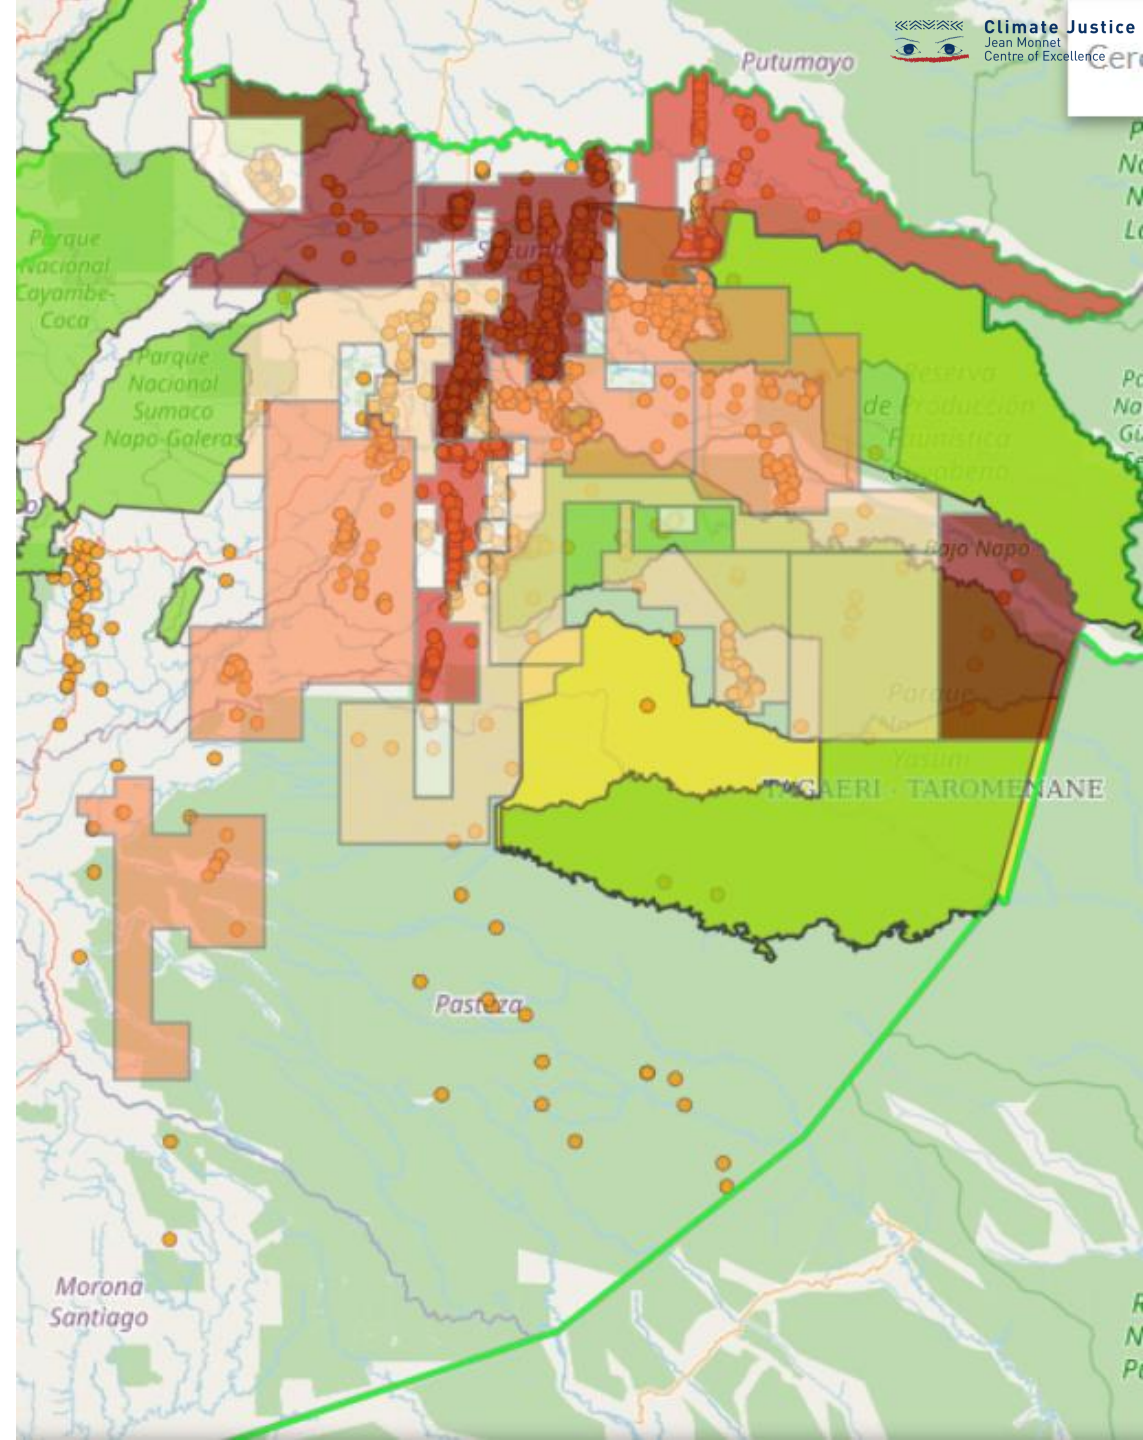 Climate Justice
Jean Monnet
Centre of Excellence
Putumayo
Parque
Nacional
Cayambe-
Coca
Parque
Nacional
Sumaco
Napo-Galeras
Reserva
de Producción
Faunística
Cuyabeno
Bajo Napo
Parque
Yasuní
TAGAERI - TAROMENANE
Pastaza
Morona
Santiago